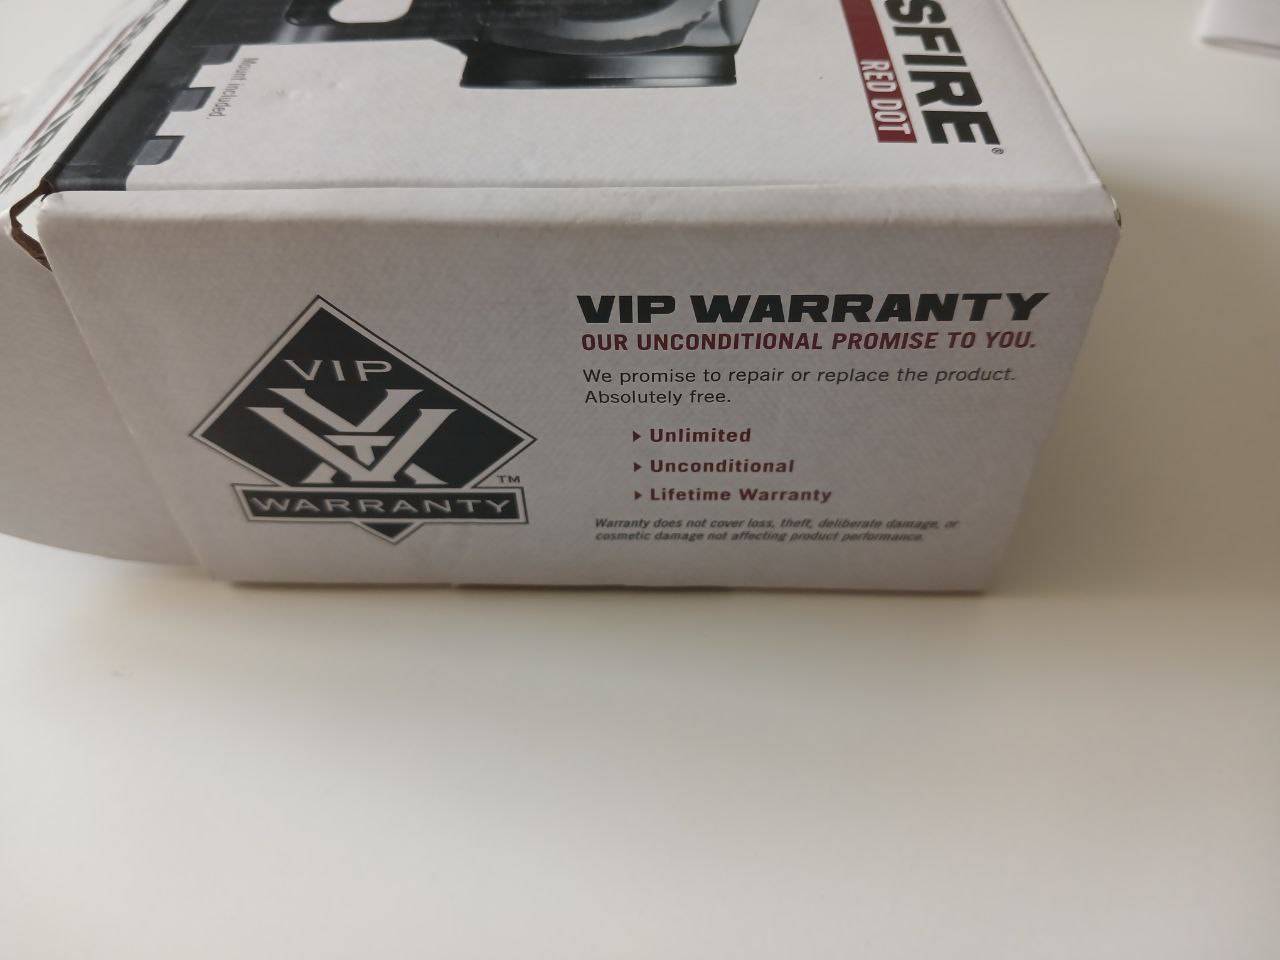 Mount included.
SFIRE®
RED DOT
VIP
WARRANTY
TM
VIP WARRANTY
OUR UNCONDITIONAL PROMISE TO YOU.
We promise to repair or replace the product.
Absolutely free.
Unlimited
Unconditional
Lifetime Warranty
Warranty does not cover loss, theft, deliberate damage, or
cosmetic damage not affecting product performance.